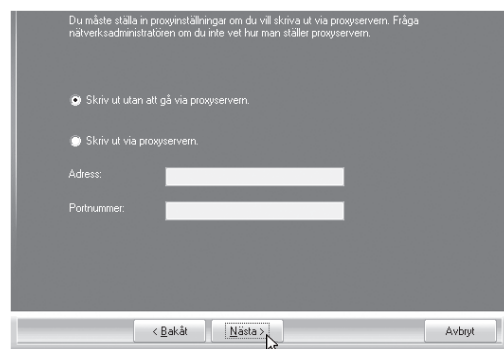 Du måste ställa in proxyinställningar om du vill skriva ut via proxyservern. Fråga
nätverksadministratören om du inte vet hur man ställer proxyservern.
Skriv ut utan att gå via proxyservern.
Skriv ut via proxyservern.
Adress:
Portnummer:
< Bakåt
Nästa >
Avbryt